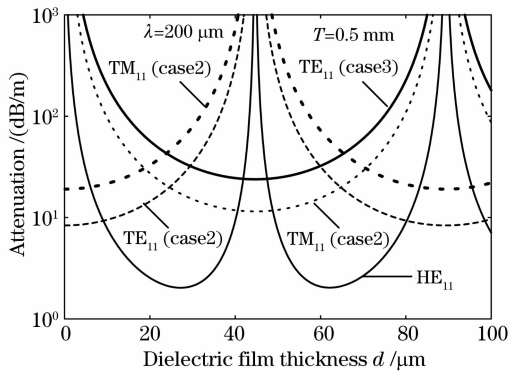 10³
λ=200 μm
T=0.5 mm
TM₁₁ (case2)
TE₁₁ (case3)
10²
Attenuation /(dB/m)
10¹
TE₁₁ (case2)
TM₁₁ (case2)
HE₁₁
10⁰
0 20 40 60 80 100
Dielectric film thickness d /μm